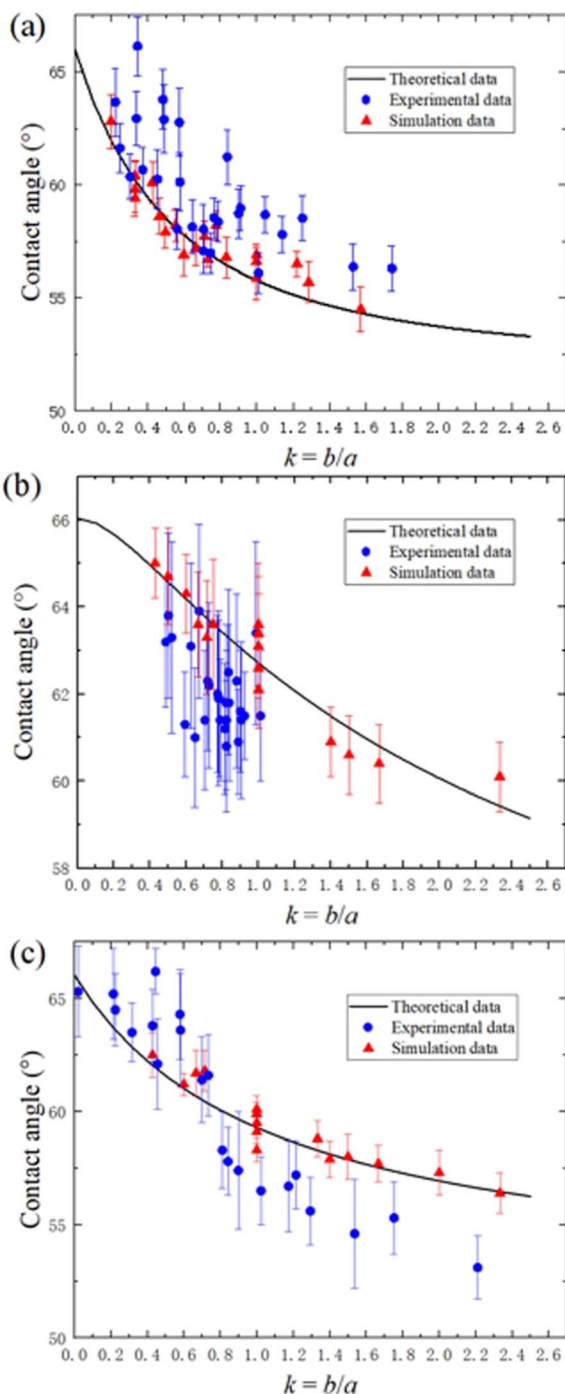 (a)
65
60
55
50
Contact angle (°)
Theoretical data
Experimental data
Simulation data
0.0 0.2 0.4 0.6 0.8 1.0 1.2 1.4 1.6 1.8 2.0 2.2 2.4 2.6
k = b/a
(b)
66
64
62
60
58
Contact angle (°)
Theoretical data
Experimental data
Simulation data
0.0 0.2 0.4 0.6 0.8 1.0 1.2 1.4 1.6 1.8 2.0 2.2 2.4 2.6
k = b/a
(c)
65
60
55
50
Contact angle (°)
Theoretical data
Experimental data
Simulation data
0.0 0.2 0.4 0.6 0.8 1.0 1.2 1.4 1.6 1.8 2.0 2.2 2.4 2.6
k = b/a